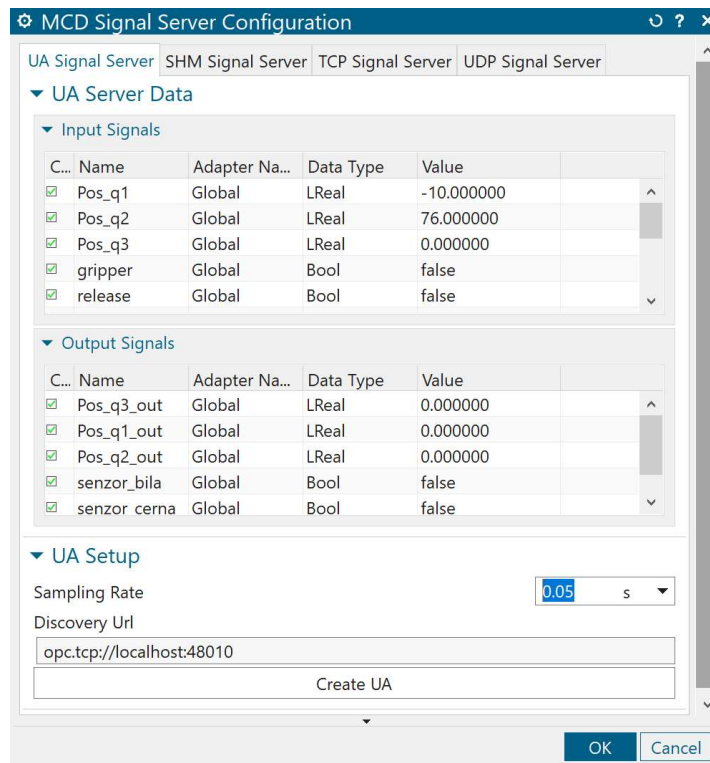 MCD Signal Server Configuration
UA Signal Server SHM Signal Server TCP Signal Server UDP Signal Server
UA Server Data
Input Signals
C... Name Adapter Na... Data Type Value
Pos_q1 Global LReal -10.000000
Pos_q2 Global LReal 76.000000
Pos_q3 Global LReal 0.000000
gripper Global Bool false
release Global Bool false
Output Signals
C... Name Adapter Na... Data Type Value
Pos_q3_out Global LReal 0.000000
Pos_q1_out Global LReal 0.000000
Pos_q2_out Global LReal 0.000000
senzor_bila Global Bool false
senzor_cerna Global Bool false
UA Setup
Sampling Rate 0.05 s
Discovery Url
opc.tcp://localhost:48010
Create UA
OK Cancel